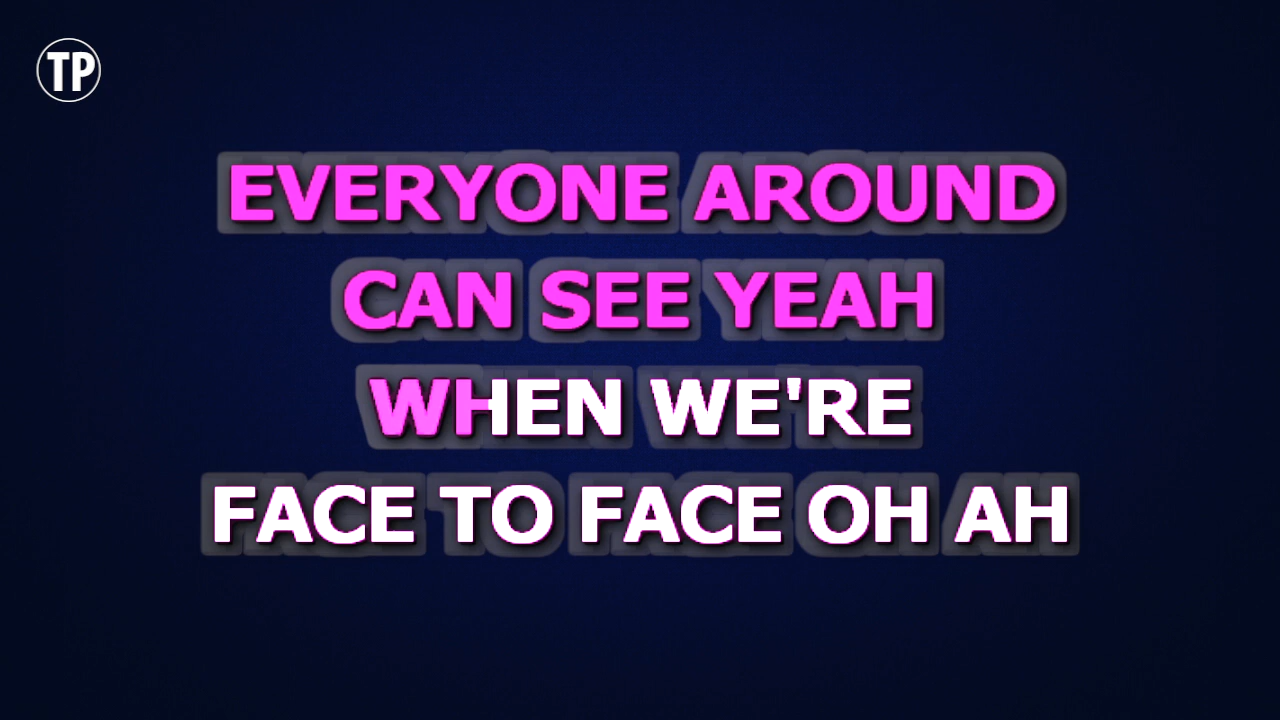 TP
EVERYONE AROUND
CAN SEE YEAH
WHEN WE'RE
FACE TO FACE OH AH